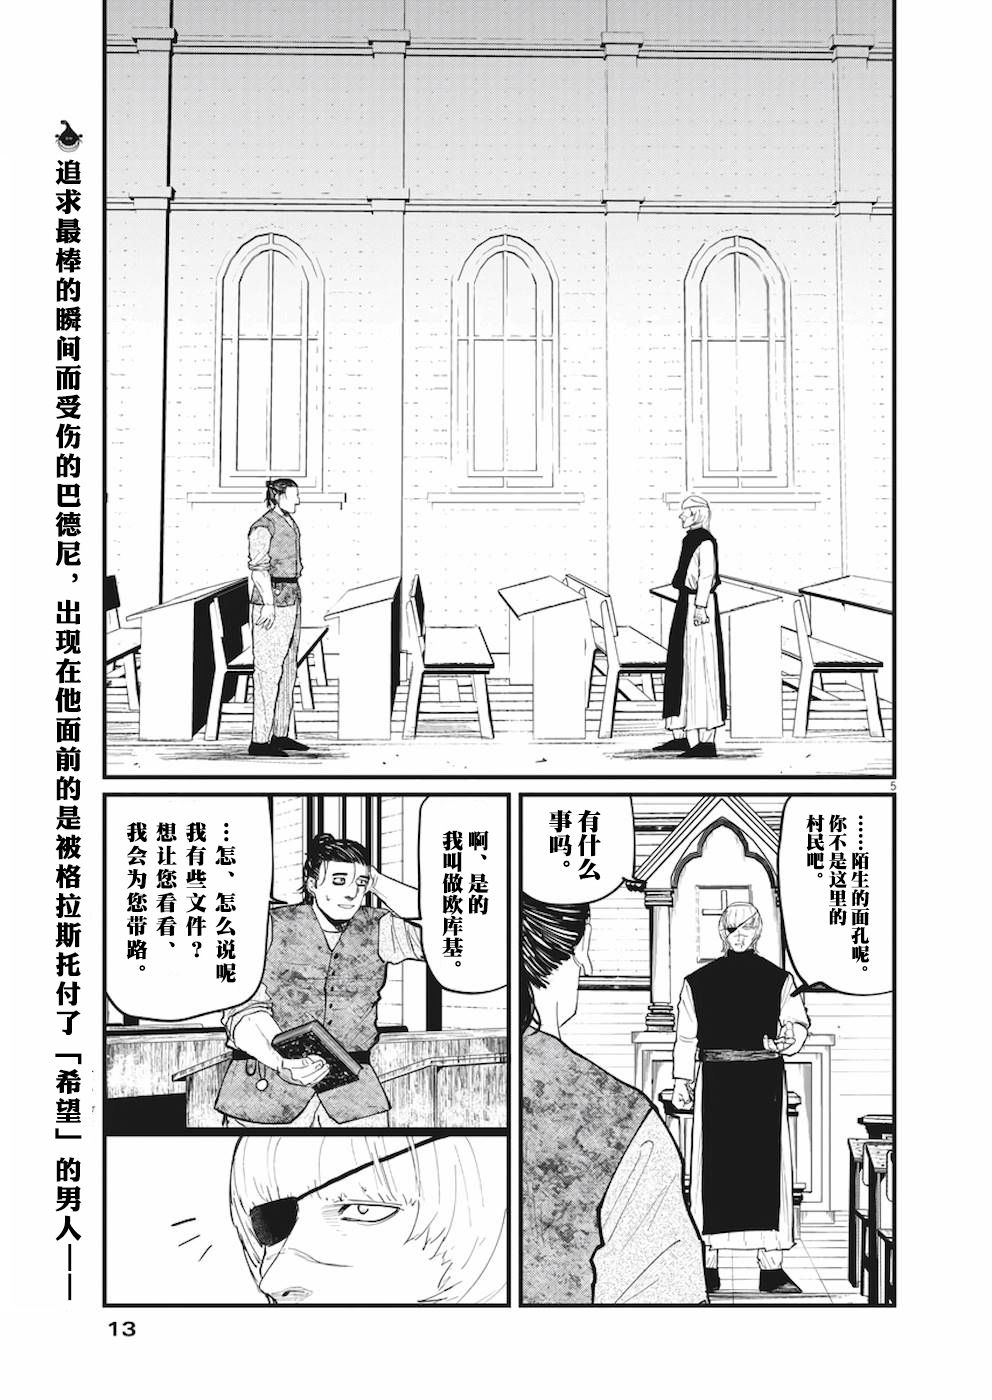 追求最棒的瞬间而受伤的巴德尼，出现在他面前的是被格拉斯托付了「希望」的男人——
5
……陌生的面孔呢。
你不是这里的
村民吧。
有什么
事吗。
啊、是的
我叫做欧库基。
…怎、怎么说呢
我有些文件？
想让您看看、
我会为您带路。
13